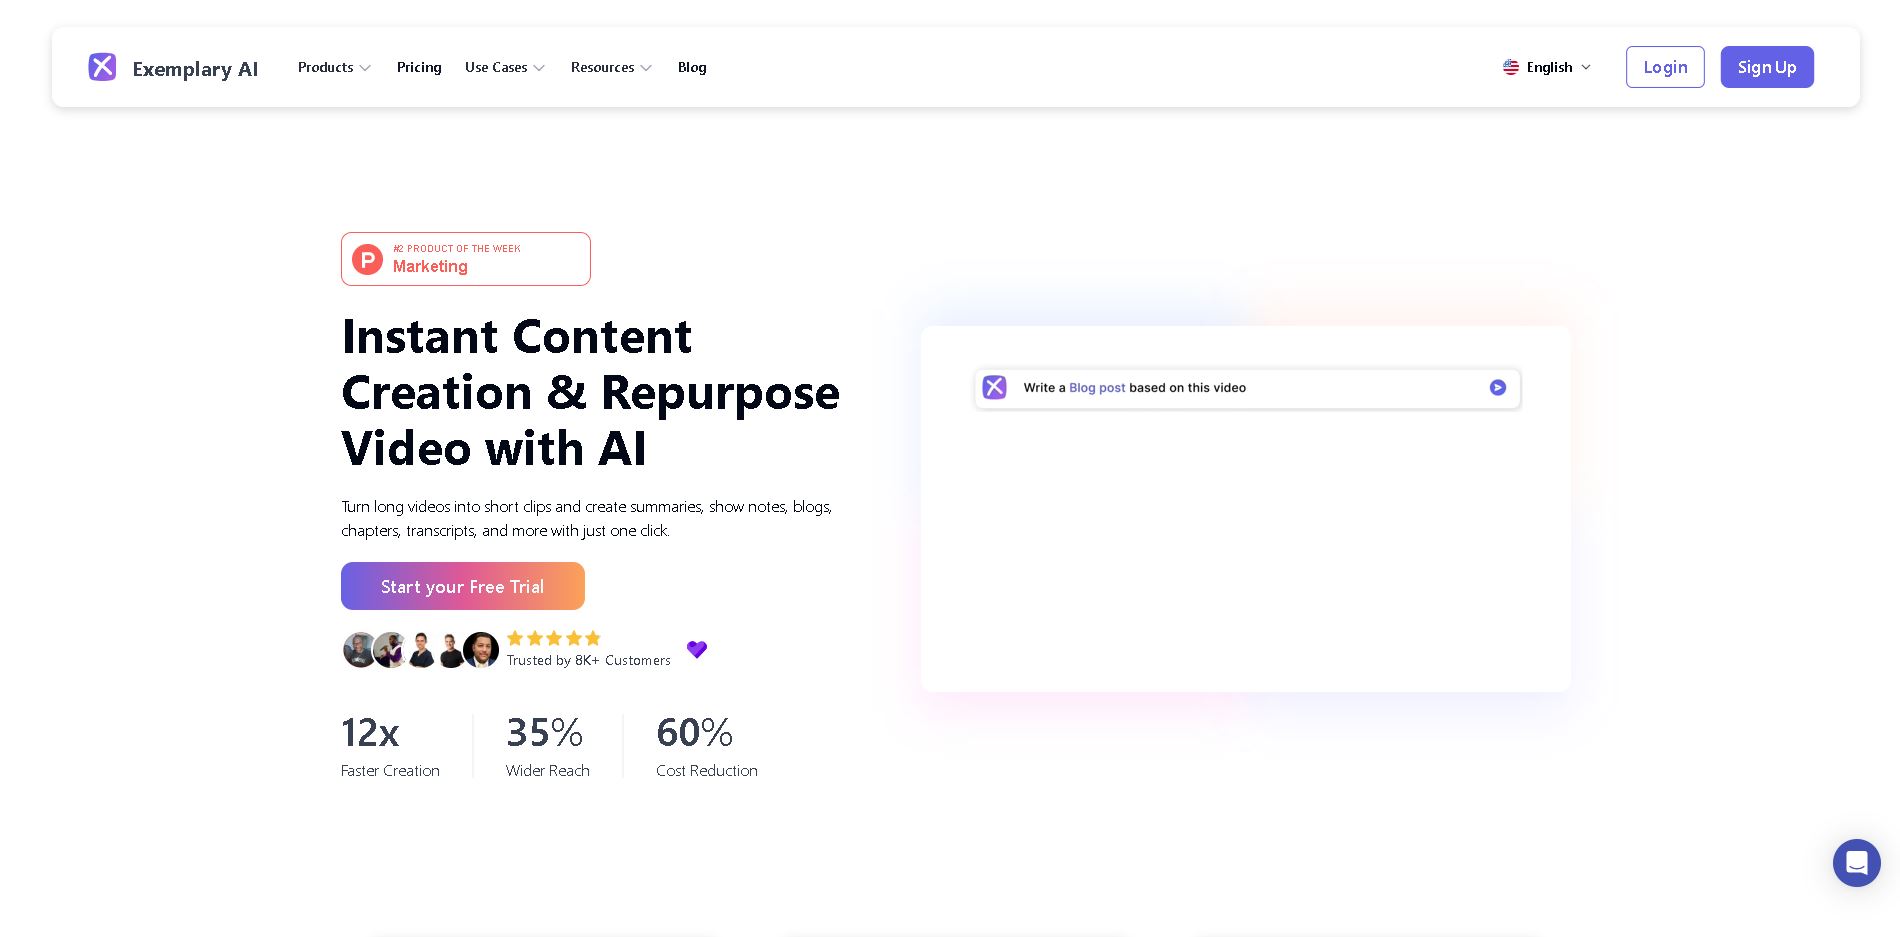 Exemplary AI
Products
Pricing
Use Cases
Resources
Blog
English
Login
Sign Up
P
#2 PRODUCT OF THE WEEK
Marketing
Instant Content
Creation & Repurpose
Video with AI
Turn long videos into short clips and create summaries, show notes, blogs,
chapters, transcripts, and more with just one click.
Start your Free Trial
Trusted by 8K+ Customers
12x
Faster Creation
35%
Wider Reach
60%
Cost Reduction
Write a Blog post based on this video